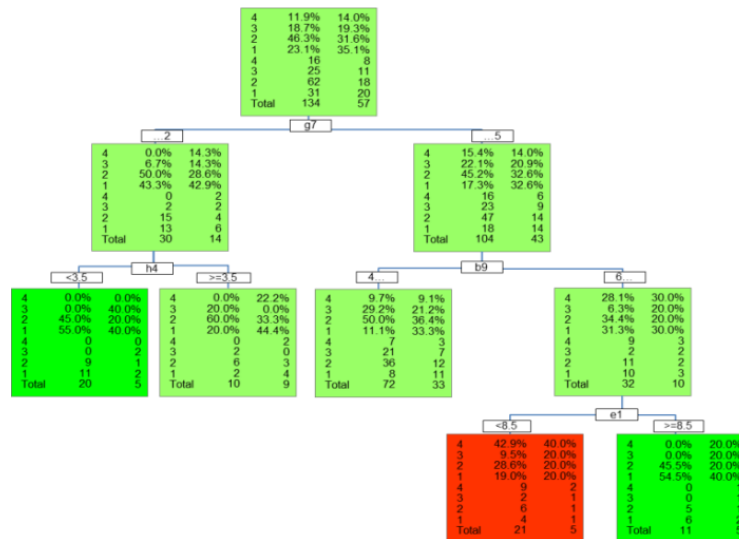 4 11.9% 14.0%
3 18.7% 19.3%
2 46.3% 31.6%
1 23.1% 35.1%
4 16 8
3 25 11
2 62 18
1 31 20
Total 134 57
g7
...2
...5
4 0.0% 14.3%
3 6.7% 14.3%
2 50.0% 28.6%
1 43.3% 42.9%
4 0 2
3 2 2
2 15 4
1 13 6
Total 30 14
4 15.4% 14.0%
3 22.1% 20.9%
2 45.2% 32.6%
1 17.3% 32.6%
4 16 6
3 23 9
2 47 14
1 18 14
Total 104 43
h4
<3.5
>=3.5
b9
4...
6...
4 0.0% 0.0%
3 0.0% 40.0%
2 45.0% 20.0%
1 55.0% 40.0%
4 0 0
3 0 2
2 9 1
1 11 2
Total 20 5
4 0.0% 22.2%
3 20.0% 0.0%
2 60.0% 33.3%
1 20.0% 44.4%
4 0 2
3 2 0
2 6 3
1 2 4
Total 10 9
4 9.7% 9.1%
3 29.2% 21.2%
2 50.0% 36.4%
1 11.1% 33.3%
4 7 3
3 21 7
2 36 12
1 8 11
Total 72 33
4 28.1% 30.0%
3 6.3% 20.0%
2 34.4% 20.0%
1 31.3% 30.0%
4 9 3
3 2 2
2 11 2
1 10 3
Total 32 10
e1
<8.5
>=8.5
4 42.9% 40.0%
3 9.5% 20.0%
2 28.6% 20.0%
1 19.0% 20.0%
4 9 2
3 2 1
2 6 1
1 4 1
Total 21 5
4 0.0% 20.0%
3 0.0% 20.0%
2 45.5% 20.0%
1 54.5% 40.0%
4 0
3 0
2 5
1 6
Total 11